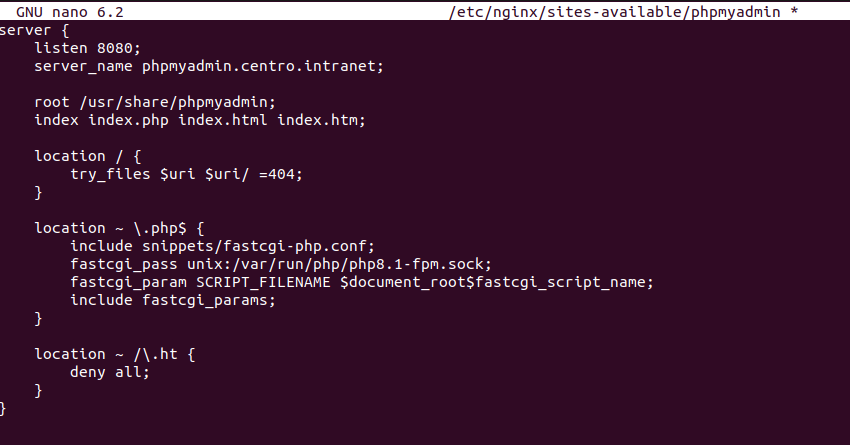 GNU nano 6.2 /etc/nginx/sites-available/phpmyadmin *
server {
    listen 8080;
    server_name phpmyadmin.centro.intranet;

    root /usr/share/phpmyadmin;
    index index.php index.html index.htm;

    location / {
        try_files $uri $uri/ =404;
    }

    location ~ \.php$ {
        include snippets/fastcgi-php.conf;
        fastcgi_pass unix:/var/run/php/php8.1-fpm.sock;
        fastcgi_param SCRIPT_FILENAME $document_root$fastcgi_script_name;
        include fastcgi_params;
    }

    location ~ /\.ht {
        deny all;
    }
}